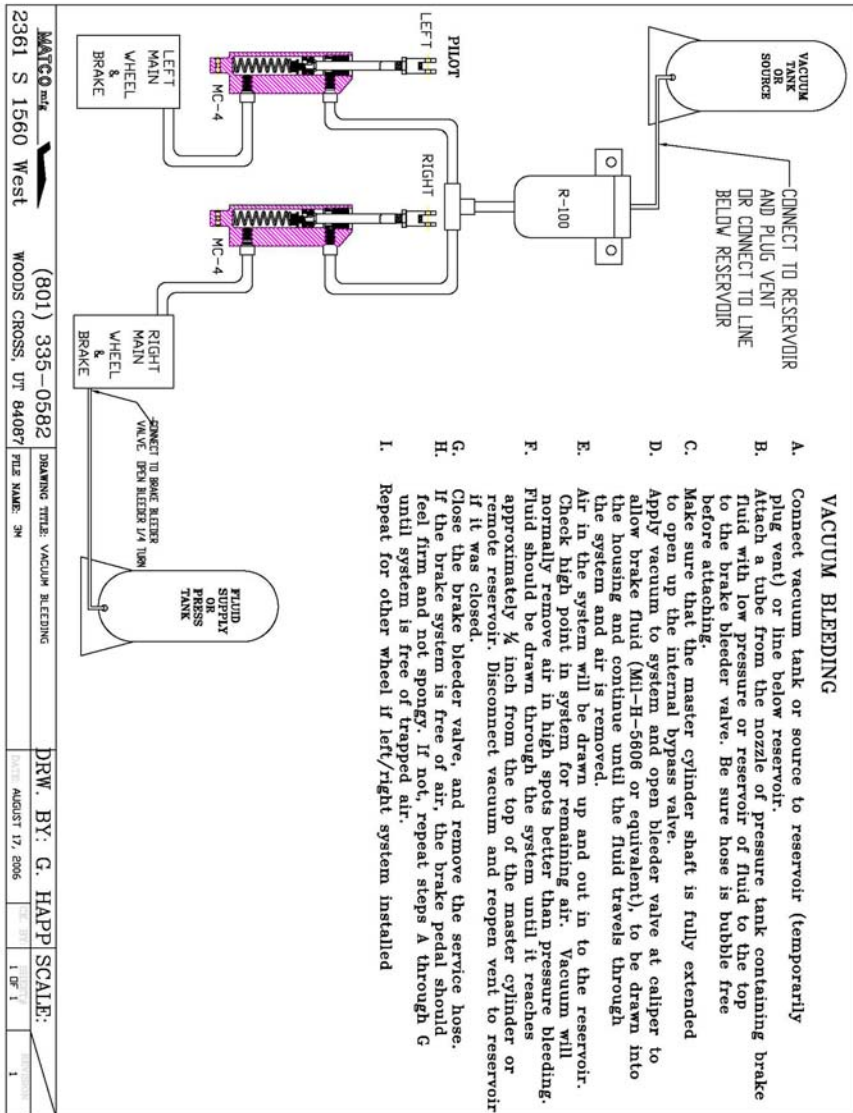 VACUUM BLEEDING
A. Connect vacuum tank or source to reservoir (temporarily
plug vent) or line below reservoir.
B. Attach a tube from the nozzle of pressure tank containing brake
fluid with low pressure or reservoir of fluid to the top
to the brake bleeder valve. Be sure hose is bubble free
before attaching.
C. Make sure that the master cylinder shaft is fully extended
to open up the internal bypass valve.
D. Apply vacuum to system and open bleeder valve at caliper to
allow brake fluid (Mil-H-5606 or equivalent), to be drawn into
the housing and continue until the fluid travels through
the system and air is removed.
E. Air in the system will be drawn up and out in to the reservoir.
Check high point in system for remaining air. Vacuum will
normally remove air in high spots better than pressure bleeding.
F. Fluid should be drawn through the system until it reaches
approximately ¼ inch from the top of the master cylinder or
remote reservoir. Disconnect vacuum and reopen vent to reservoir
if it was closed.
G. Close the brake bleeder valve, and remove the service hose.
H. If the brake system is free of air, the brake pedal should
feel firm and not spongy. If not, repeat steps A through G
until system is free of trapped air.
I. Repeat for other wheel if left/right system installed
VACUUM
TANK
OR
SOURCE
CONNECT TO RESERVOIR
AND PLUG VENT
OR CONNECT TO LINE
BELOW RESERVOIR
R-100
PILOT
LEFT
RIGHT
MC-4
MC-4
LEFT
MAIN
WHEEL
&
BRAKE
RIGHT
MAIN
WHEEL
&
BRAKE
CONNECT TO BRAKE BLEEDER
VALVE. OPEN BLEEDER 1/4 TURN
FLUID
SUPPLY
OR
PRESS
TANK
MATCO mfg
(801) 335-0582
2361 S 1560 West WOODS CROSS, UT 84087
DRAWING TITLE: VACUUM BLEEDING
FILE NAME: 3M
DRW. BY: G. HAPP
SCALE:
DATE: AUGUST 17, 2006
CK. BY:
1 OF 1
REVISION
1